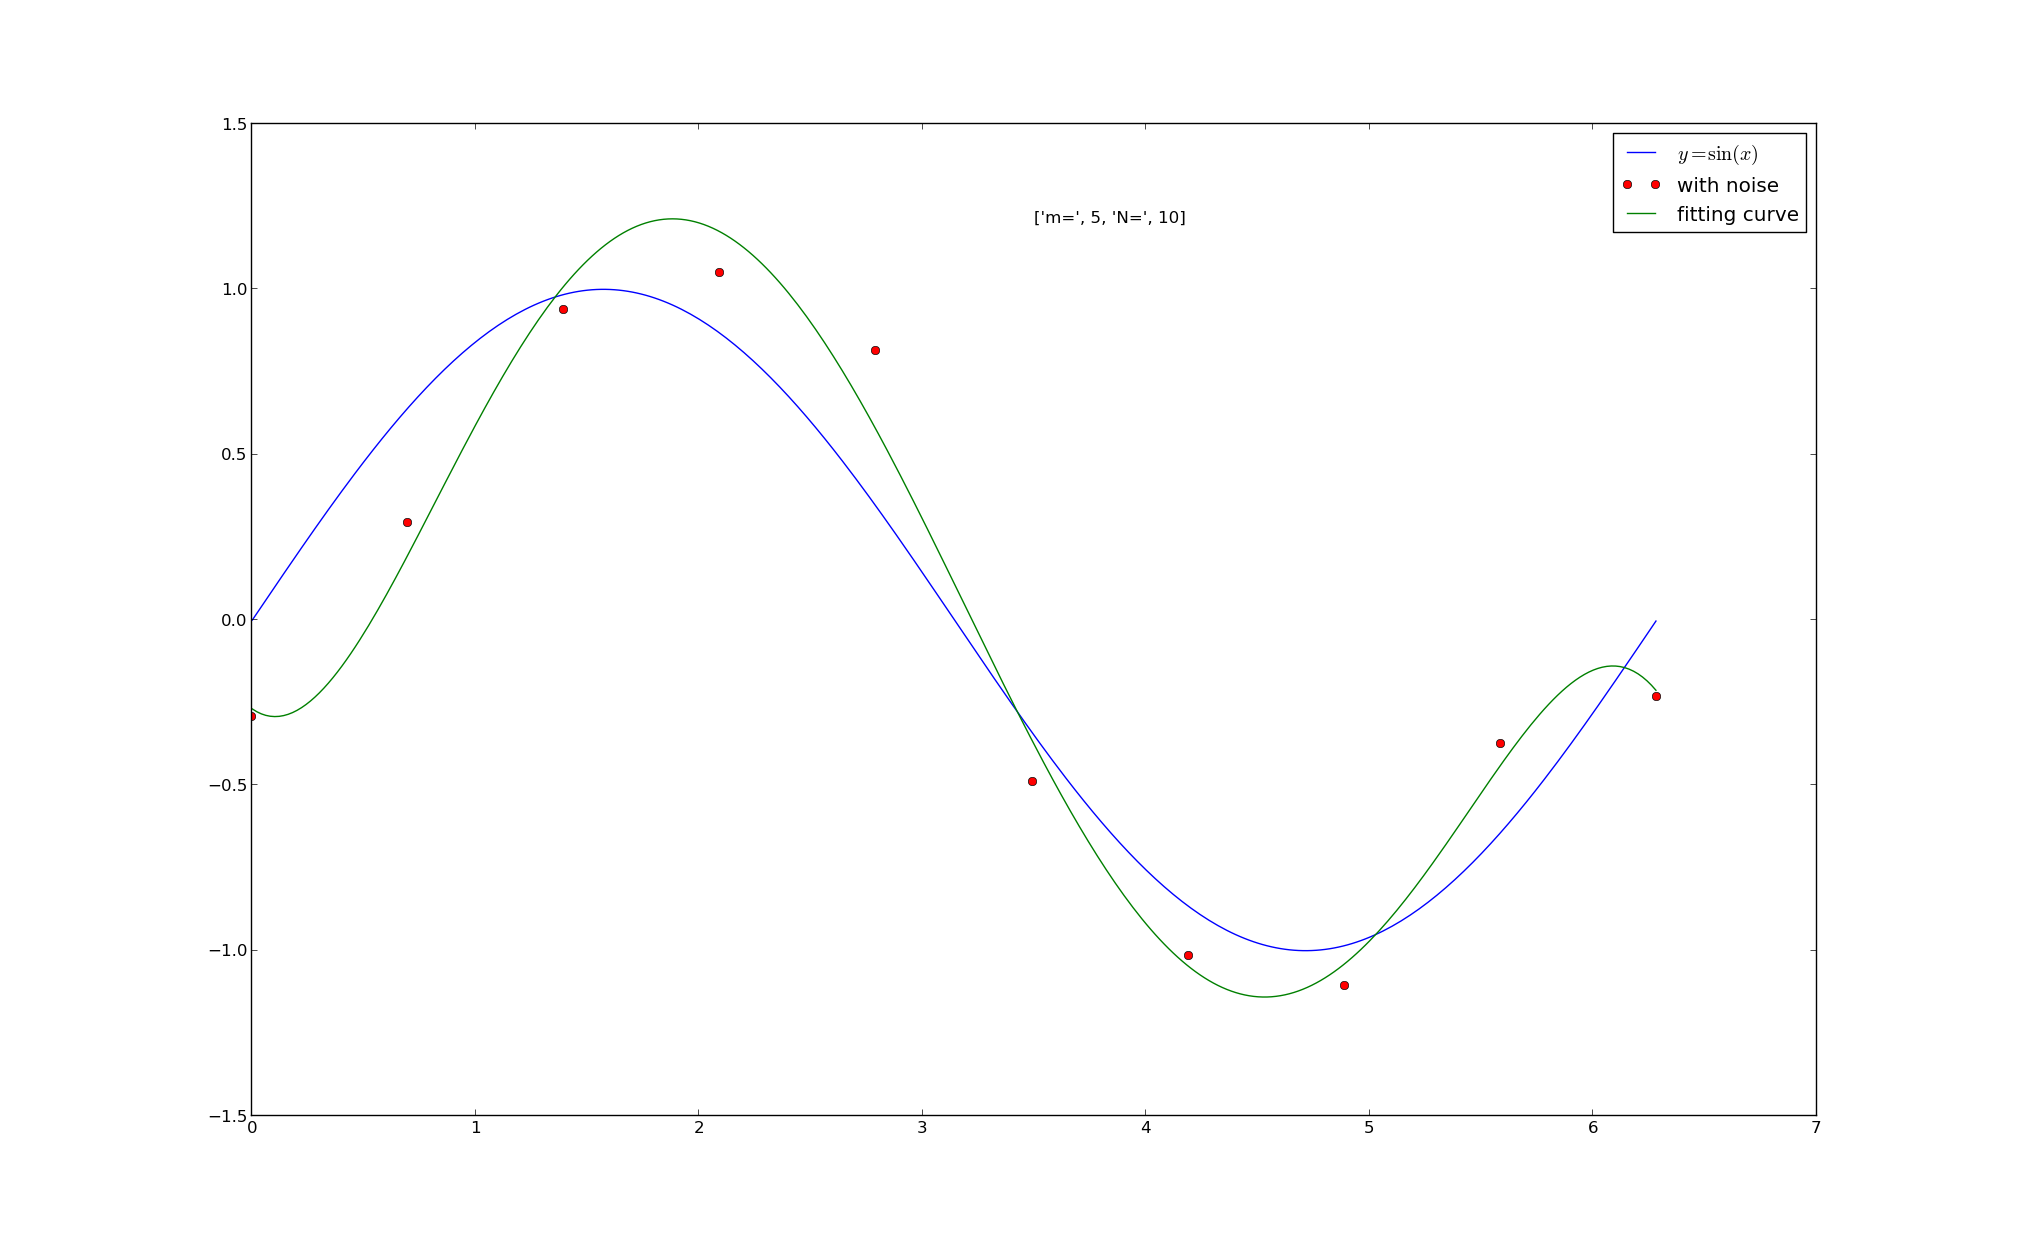 1.5
1.0
0.5
0.0
−0.5
−1.0
−1.5
0 1 2 3 4 5 6 7
['m=', 5, 'N=', 10]
y=sin(x)
with noise
fitting curve